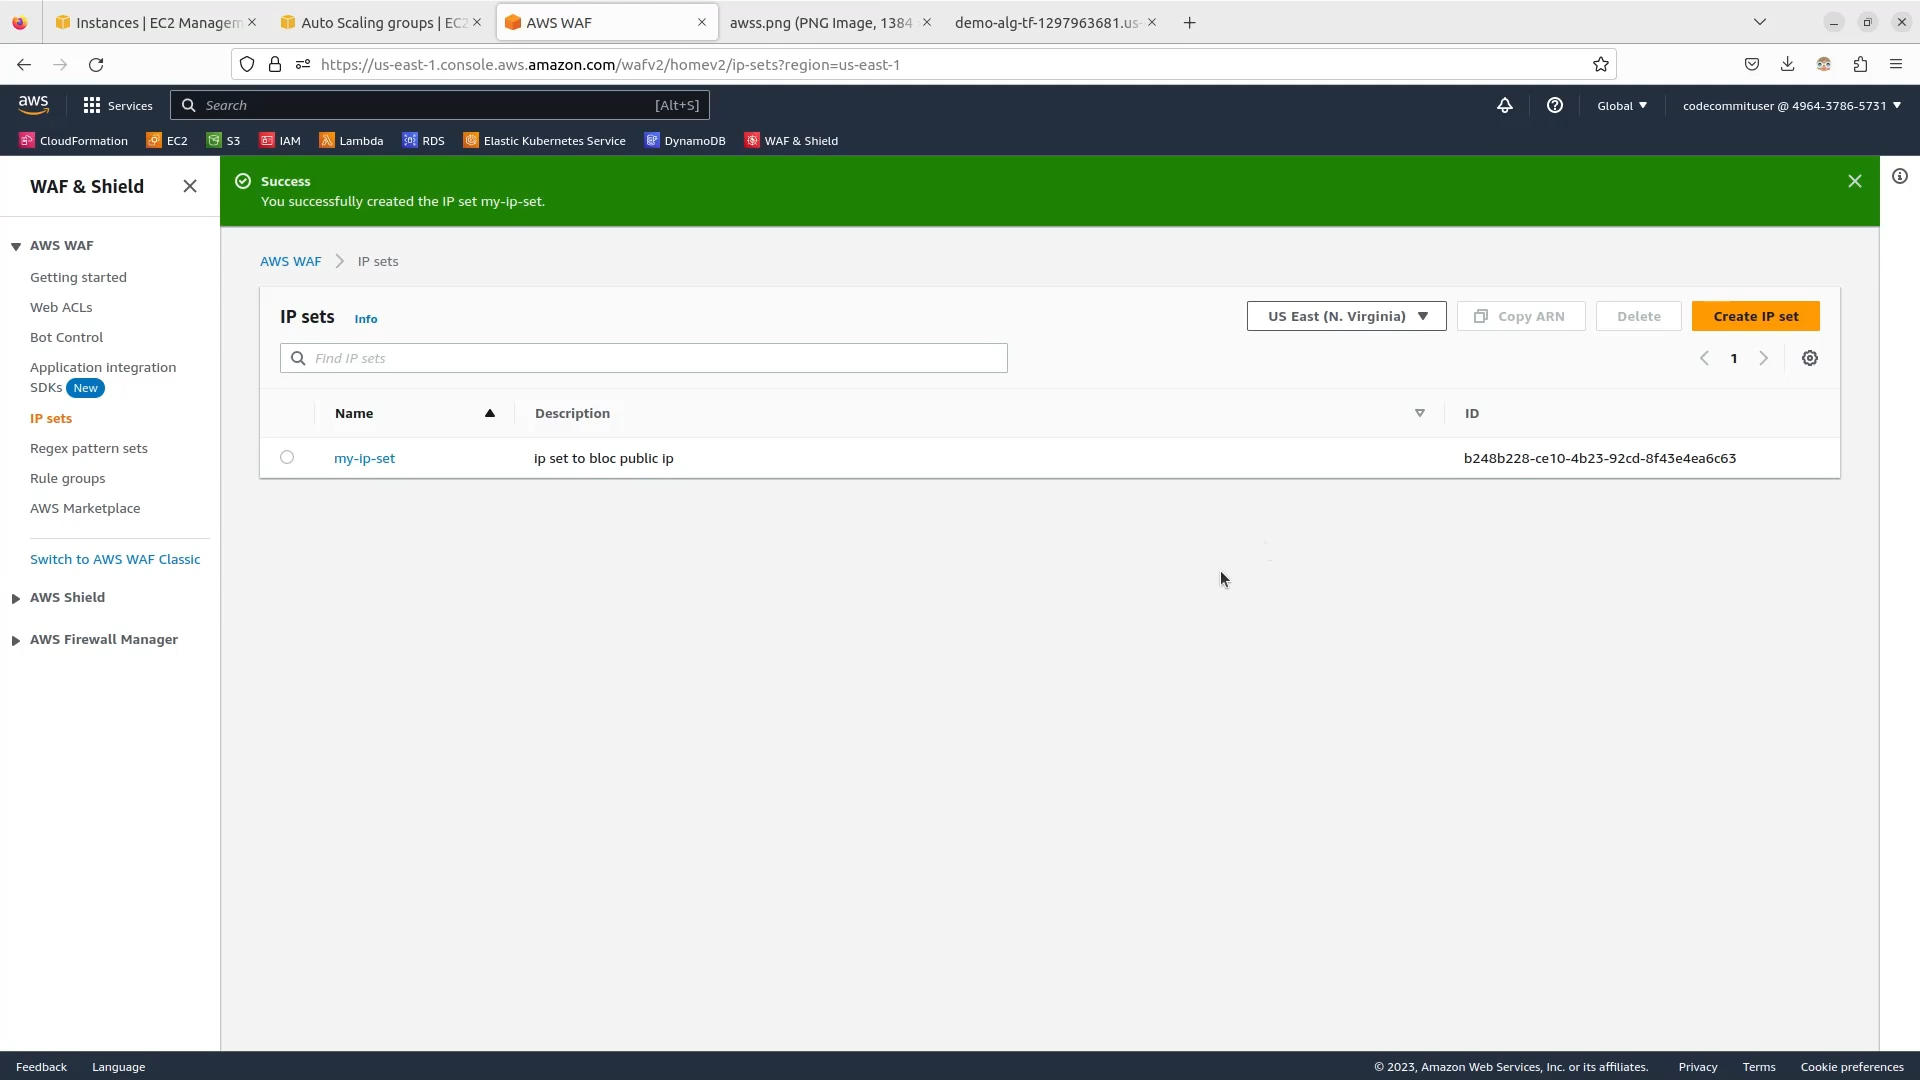 Instances | EC2 Managem
Auto Scaling groups | EC2
AWS WAF
awss.png (PNG Image, 1384
demo-alg-tf-1297963681.us-
https://us-east-1.console.aws.amazon.com/wafv2/homev2/ip-sets?region=us-east-1
aws
Services
Search
[Alt+S]
Global
codecommituser @ 4964-3786-5731
CloudFormation
EC2
S3
IAM
Lambda
RDS
Elastic Kubernetes Service
DynamoDB
WAF & Shield
WAF & Shield
AWS WAF
Getting started
Web ACLs
Bot Control
Application integration
SDKs New
IP sets
Regex pattern sets
Rule groups
AWS Marketplace
Switch to AWS WAF Classic
AWS Shield
AWS Firewall Manager
Success
You successfully created the IP set my-ip-set.
AWS WAF
IP sets
IP sets
Info
US East (N. Virginia)
Copy ARN
Delete
Create IP set
Find IP sets
1
Name
Description
ID
my-ip-set
ip set to bloc public ip
b248b228-ce10-4b23-92cd-8f43e4ea6c63
Feedback
Language
© 2023, Amazon Web Services, Inc. or its affiliates.
Privacy
Terms
Cookie preferences